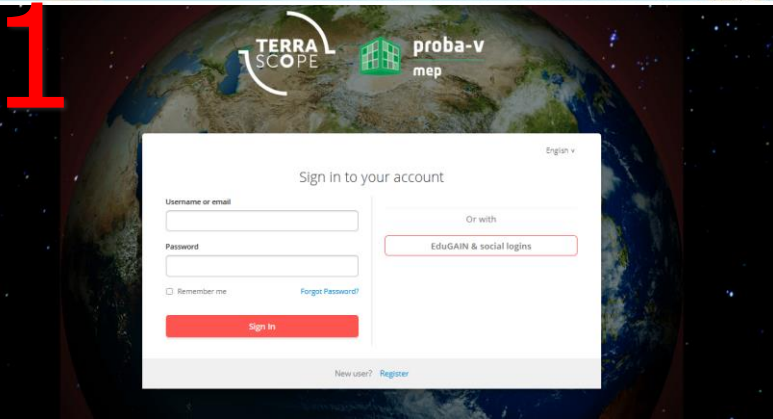 1
TERRA
SCOPE
proba-v
mep
English v
Sign in to your account
Username or email
Or with
EduGAIN & social logins
Password
Remember me
Forgot Password?
Sign In
New user? Register